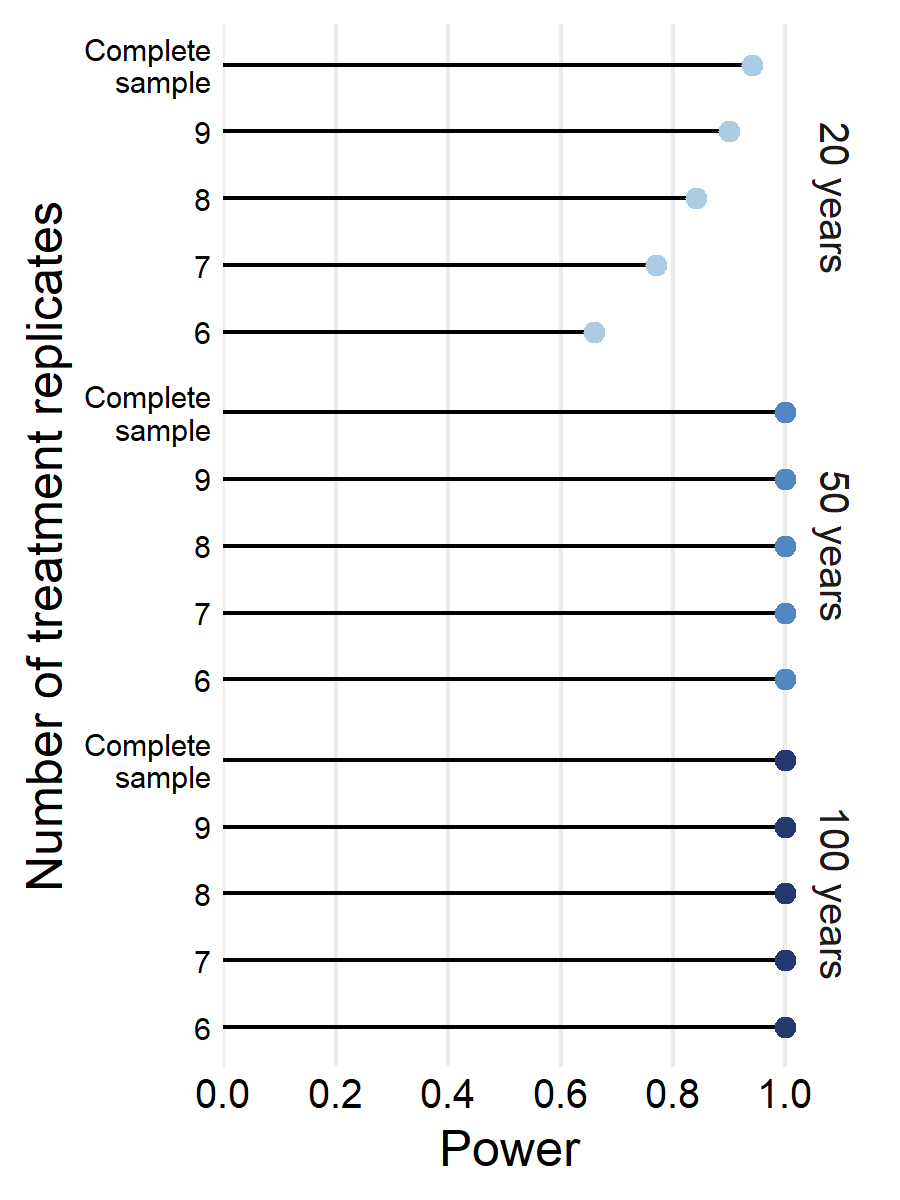 Number of treatment replicates
Complete
sample
9
8
7
6
20 years
Complete
sample
9
8
7
6
50 years
Complete
sample
9
8
7
6
100 years
0.0 0.2 0.4 0.6 0.8 1.0
Power